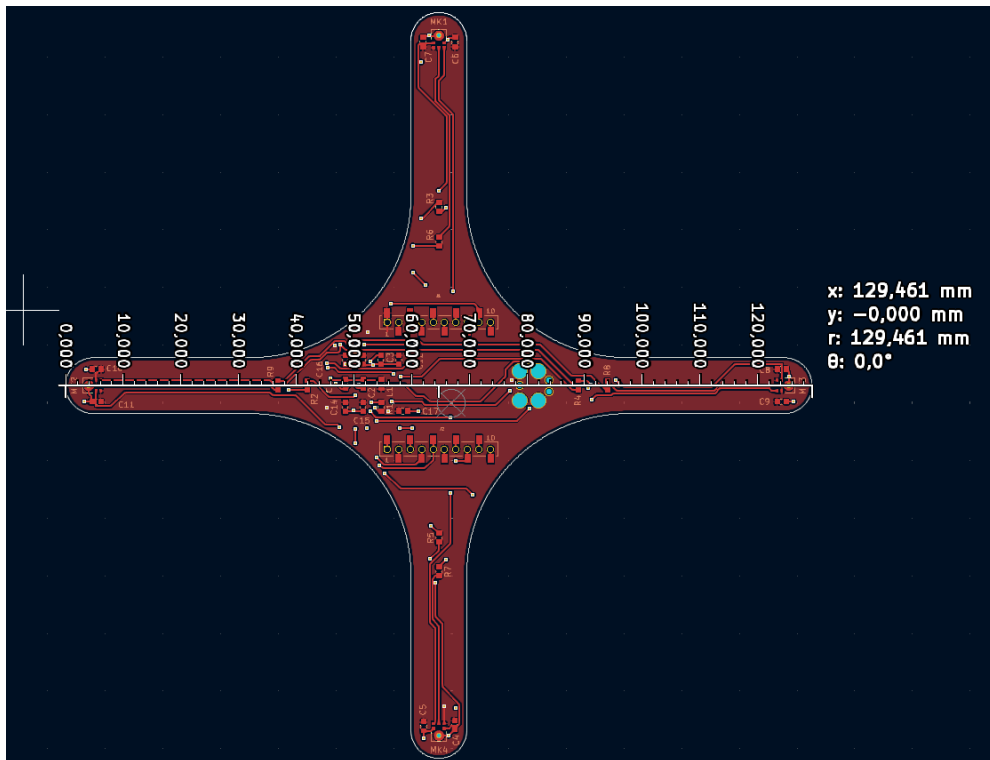 MK1
C7
C6
R3
R6
x: 129,461 mm
y: −0,000 mm
r: 129,461 mm
θ: 0,0°
0,000
10,000
20,000
30,000
40,000
50,000
60,000
70,000
80,000
90,000
100,000
110,000
120,000
R9
R2
R4
R8
C9
C11
C14
C15
C17
R5
R7
C5
C4
MK4